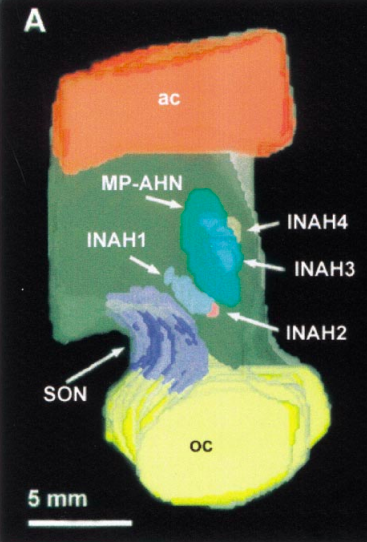 A
ac
MP-AHN
INAH4
INAH1
INAH3
INAH2
SON
oc
5 mm